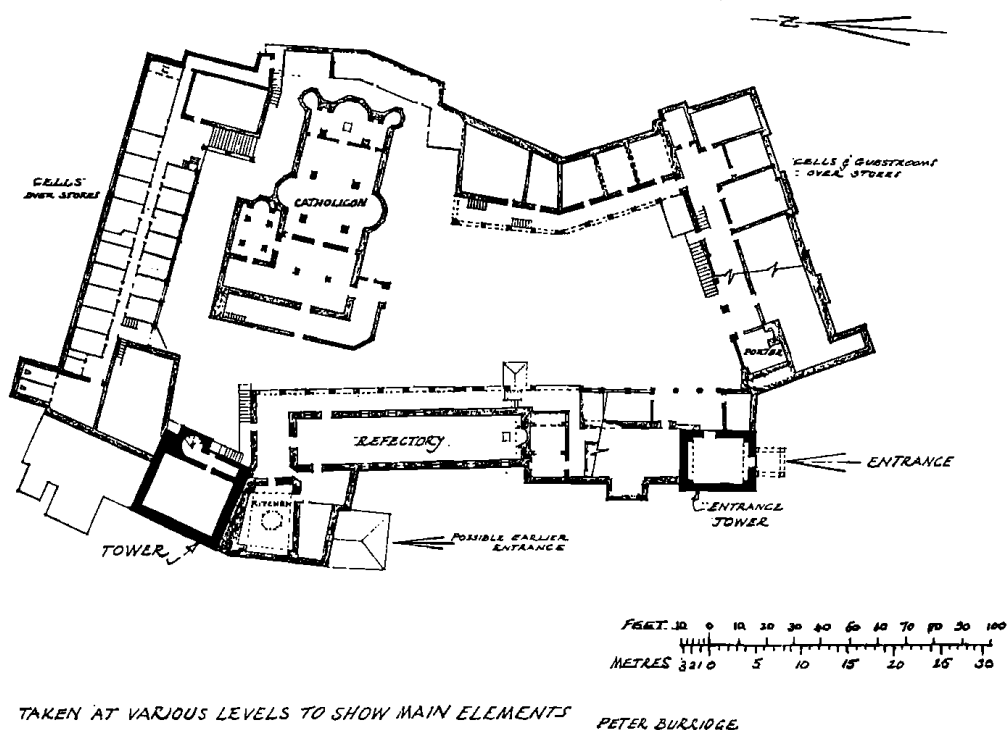 N
CELLS
OVER STORES
CATHOLICON
CELLS & GUESTROOMS
OVER STORES
PORTER
REFECTORY.
ENTRANCE
KITCHEN
ENTRANCE
TOWER
TOWER
POSSIBLE EARLIER
ENTRANCE
FEET. 10 0 10 20 30 40 50 60 70 80 90 100
METRES 3 2 1 0 5 10 15 20 25 30
TAKEN AT VARIOUS LEVELS TO SHOW MAIN ELEMENTS
PETER BURRIDGE